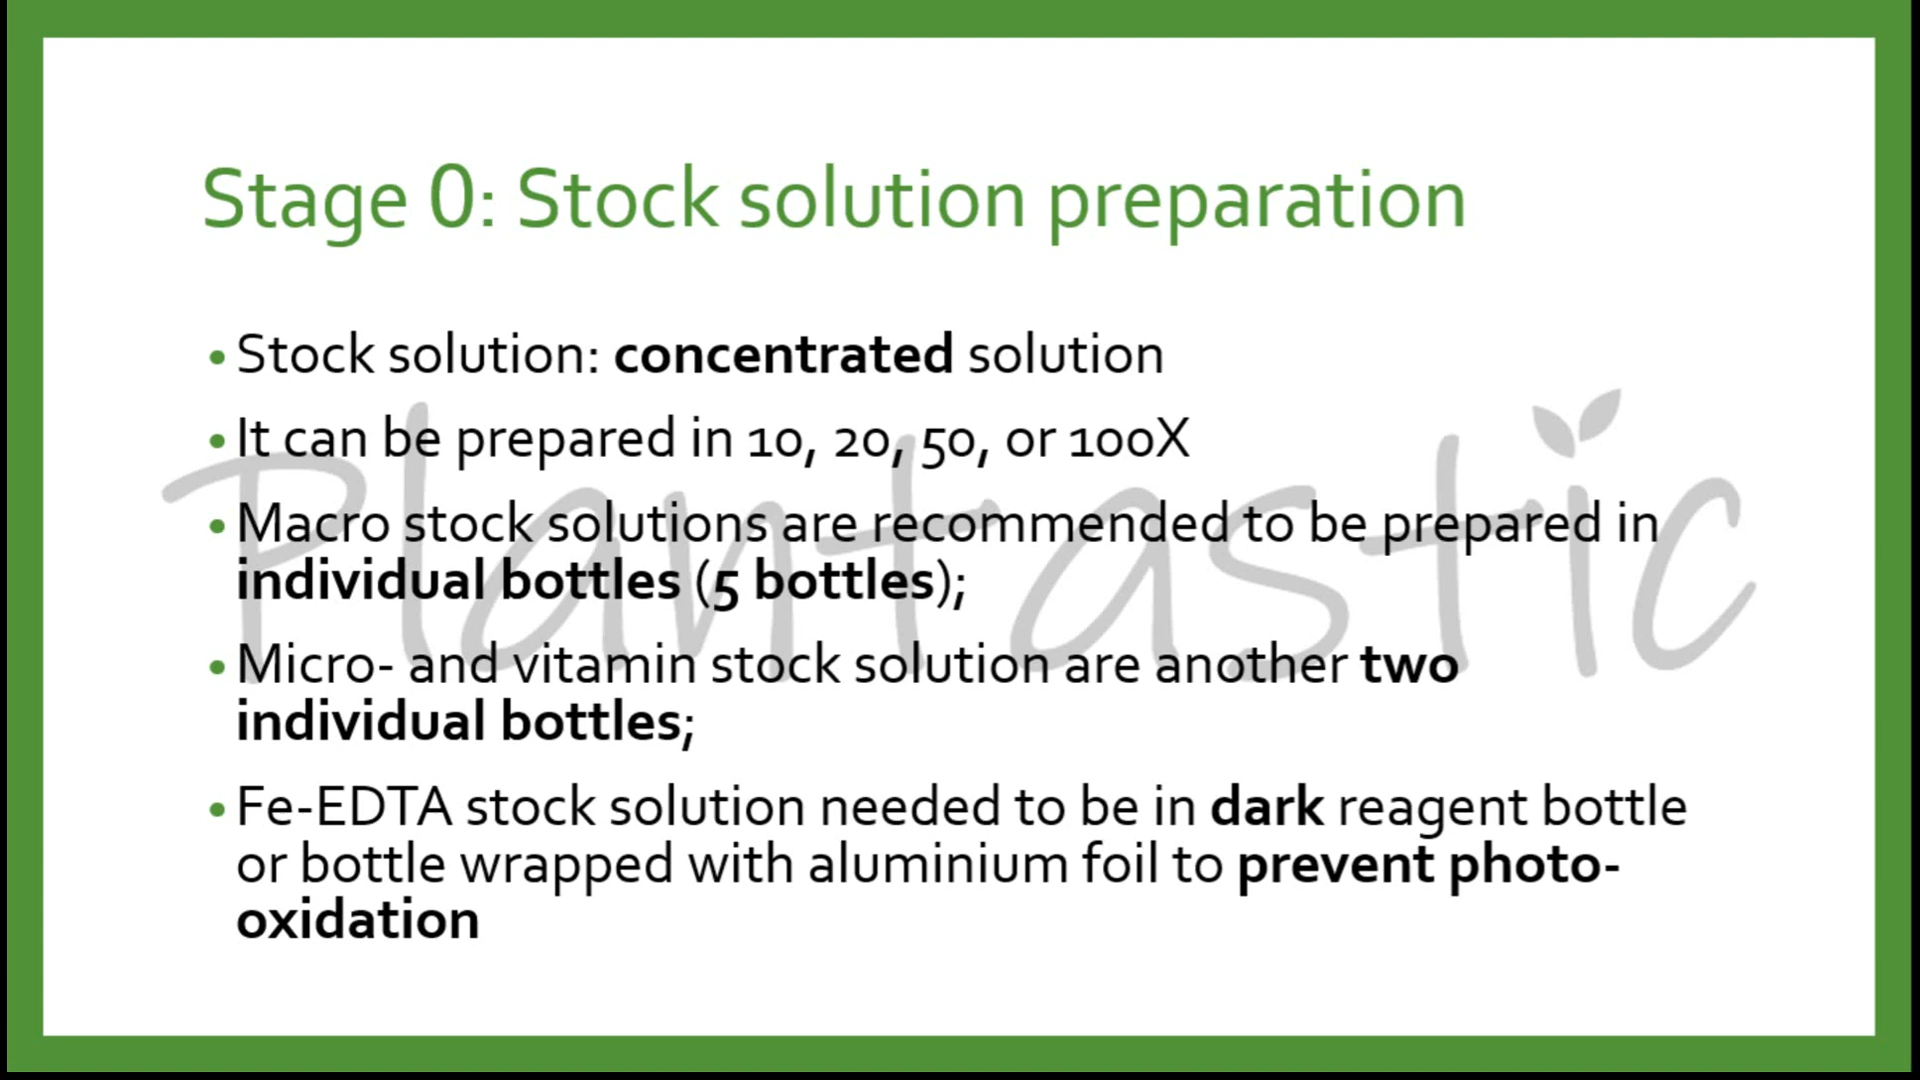 Stage 0: Stock solution preparation
• Stock solution: concentrated solution
• It can be prepared in 10, 20, 50, or 100X
• Macro stock solutions are recommended to be prepared in
individual bottles (5 bottles);
• Micro- and vitamin stock solution are another two
individual bottles;
• Fe-EDTA stock solution needed to be in dark reagent bottle
or bottle wrapped with aluminium foil to prevent photo-
oxidation
Plantastic